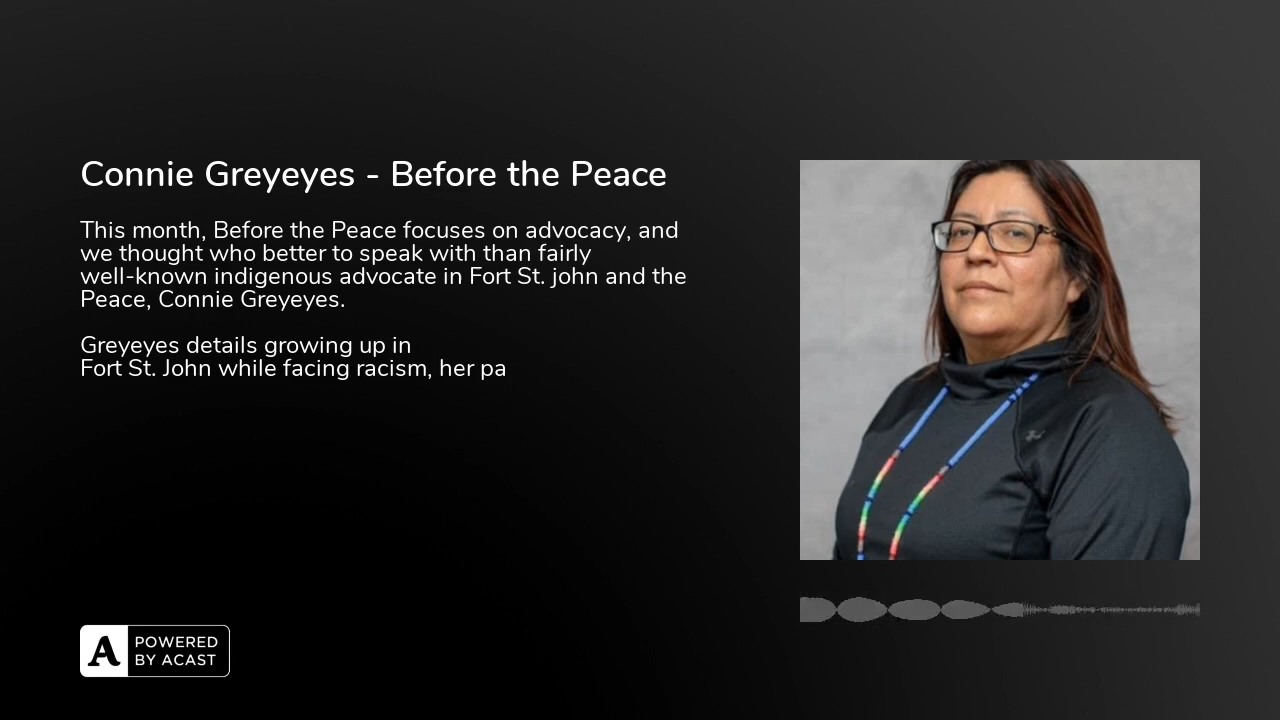 Connie Greyeyes - Before the Peace
This month, Before the Peace focuses on advocacy, and
we thought who better to speak with than fairly
well-known indigenous advocate in Fort St. john and the
Peace, Connie Greyeyes.
Greyeyes details growing up in
Fort St. John while facing racism, her pa
A POWERED
BY ACAST